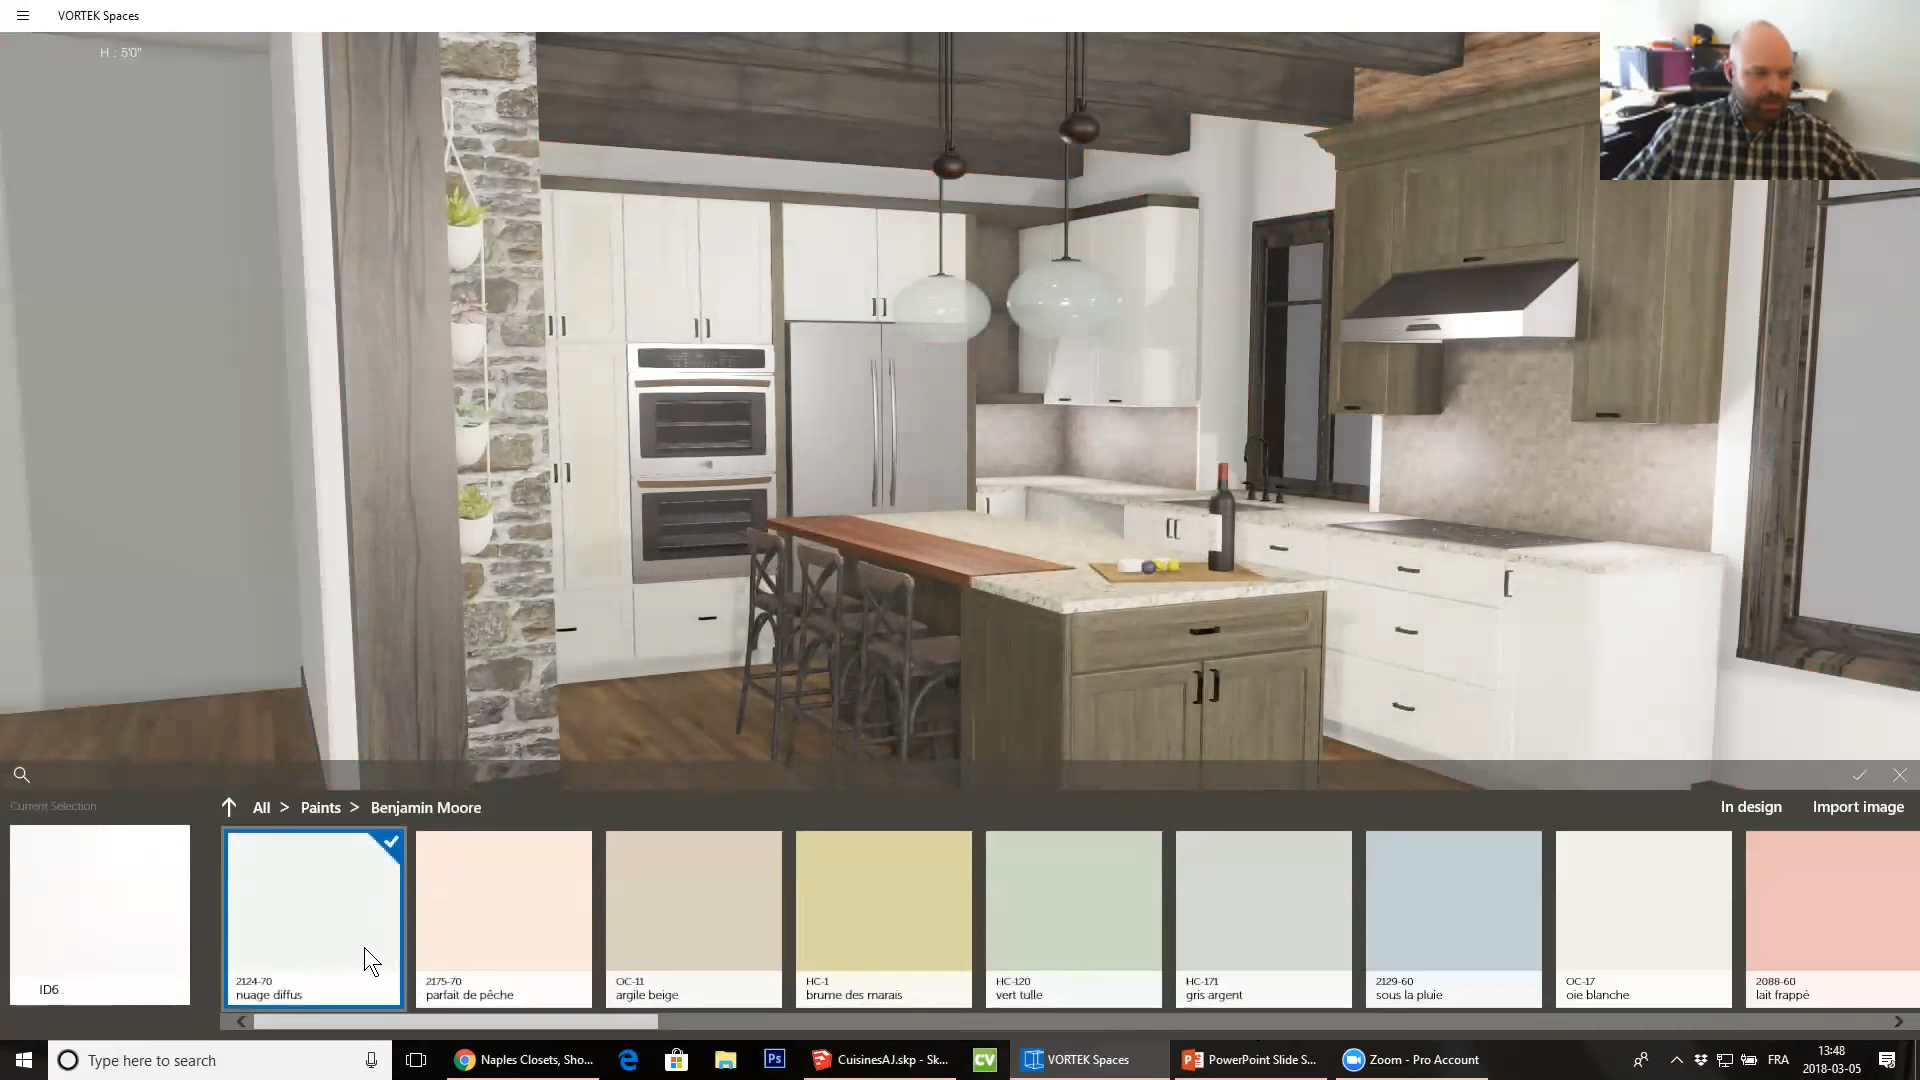 VORTEK Spaces
H : 5'0"
Current Selection
All > Paints > Benjamin Moore
In design
Import image
ID6
2124-70
nuage diffus
2175-70
parfait de pêche
OC-11
argile beige
HC-1
brume des marais
HC-120
vert tulle
HC-171
gris argent
2129-60
sous la pluie
OC-17
oie blanche
2088-60
lait frappé
Type here to search
Naples Closets, Sho...
Ps
CuisinesAJ.skp - Sk...
CV
VORTEK Spaces
PowerPoint Slide S...
Zoom - Pro Account
FRA
13:48
2018-03-05